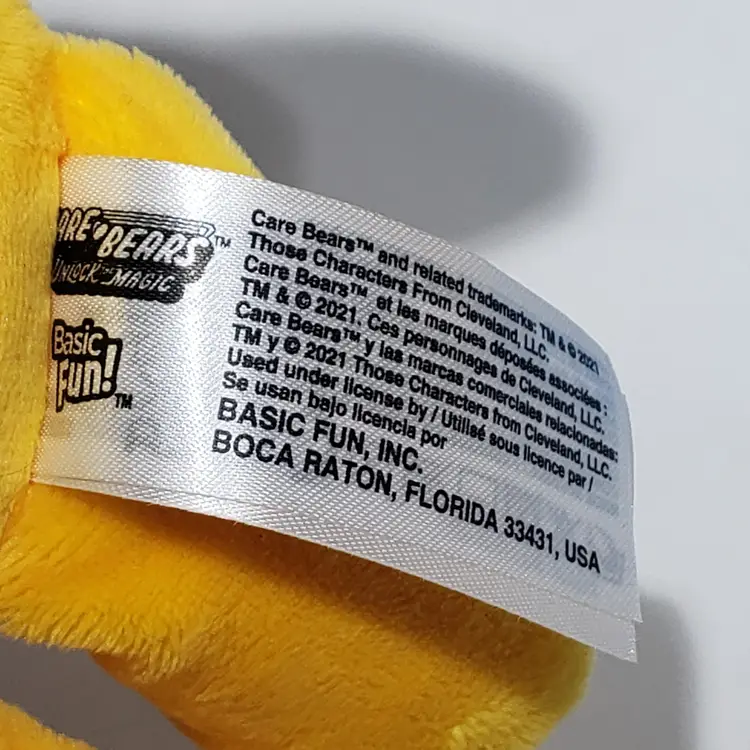 CARE BEARS™
UNLOCK THE MAGIC
Basic
Fun!™
Care Bears™ and related trademarks: TM & © 2021
Those Characters From Cleveland, LLC.
Care Bears™ et les marques déposées associées :
TM & © 2021. Ces personnages de Cleveland, LLC.
Care Bears™ y las marcas comerciales relacionadas:
TM y © 2021 Those Characters from Cleveland, LLC.
Used under license by / Utilisé sous licence par /
Se usan bajo licencia por
BASIC FUN, INC.
BOCA RATON, FLORIDA 33431, USA